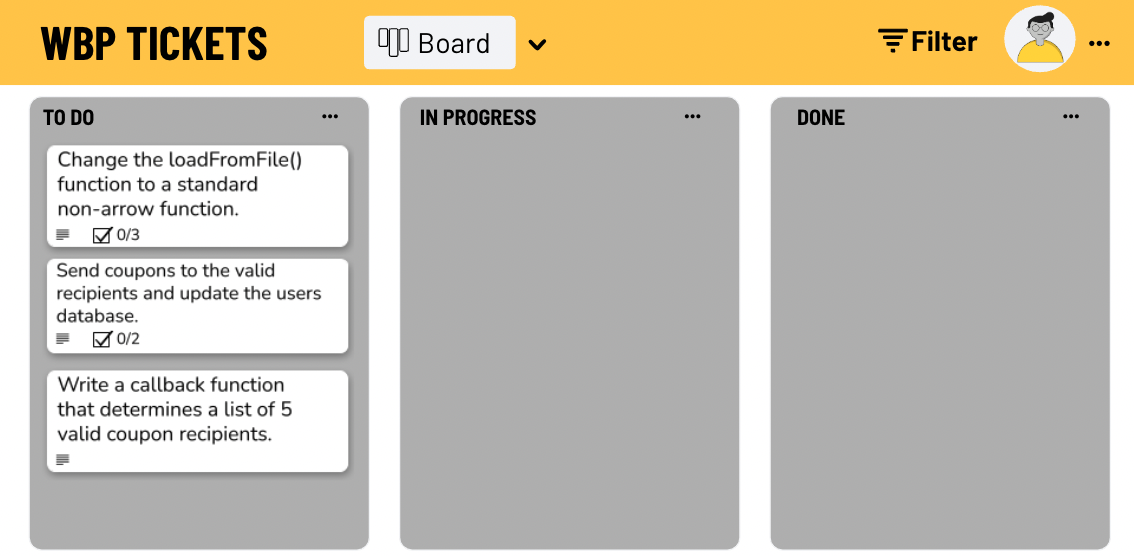 WBP TICKETS
Board
Filter
...
TO DO ...
Change the loadFromFile()
function to a standard
non-arrow function.
0/3
Send coupons to the valid
recipients and update the users
database.
0/2
Write a callback function
that determines a list of 5
valid coupon recipients.
IN PROGRESS ...
DONE ...